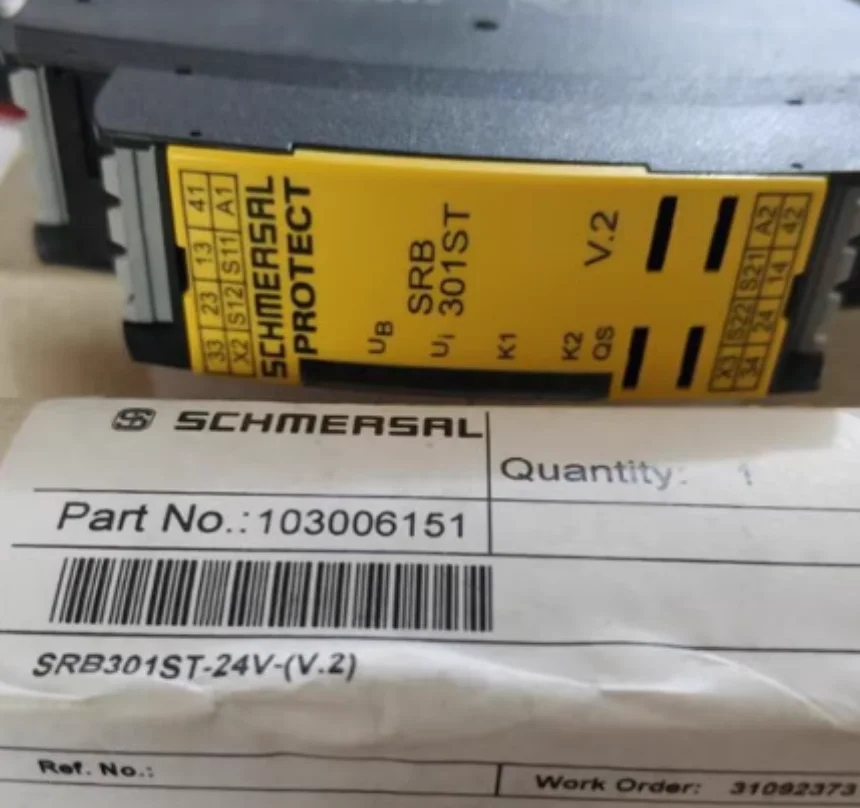 41 A1
13 S11
23 S12
33 X2
SCHMERSAL
PROTECT
UB
Ui
K1
K2
SRB
301ST
V.2
QS
A2 42
S21 14
S22 24
X3 34
SCHMERSAL
Quantity: 1
Part No.:103006151
SRB301ST-24V-(V.2)
Ref. No.:
Work Order: 31092373